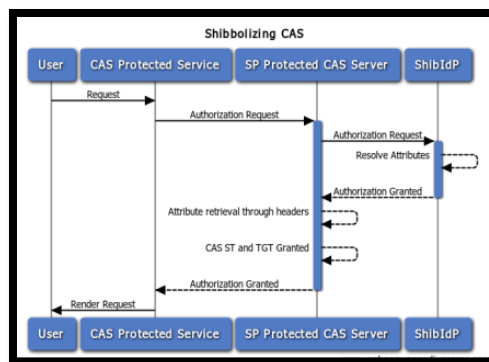 Shibbolizing CAS
User
CAS Protected Service
SP Protected CAS Server
ShibIdP
Request
Authorization Request
Authorization Request
Resolve Attributes
Authorization Granted
Attribute retrieval through headers
CAS ST and TGT Granted
Authorization Granted
Render Request
User
CAS Protected Service
SP Protected CAS Server
ShibIdP